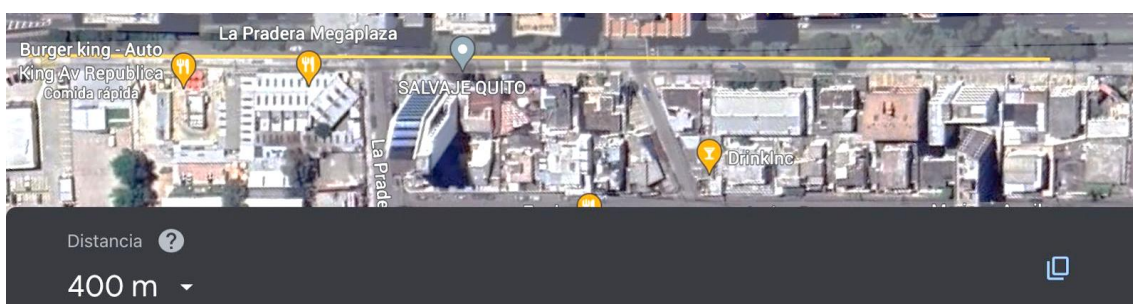 La Pradera Megaplaza
Burger king - Auto
King Av Republica
Comida rápida
SALVAJE QUITO
La Prade
DrinkInc
Distancia ?
400 m